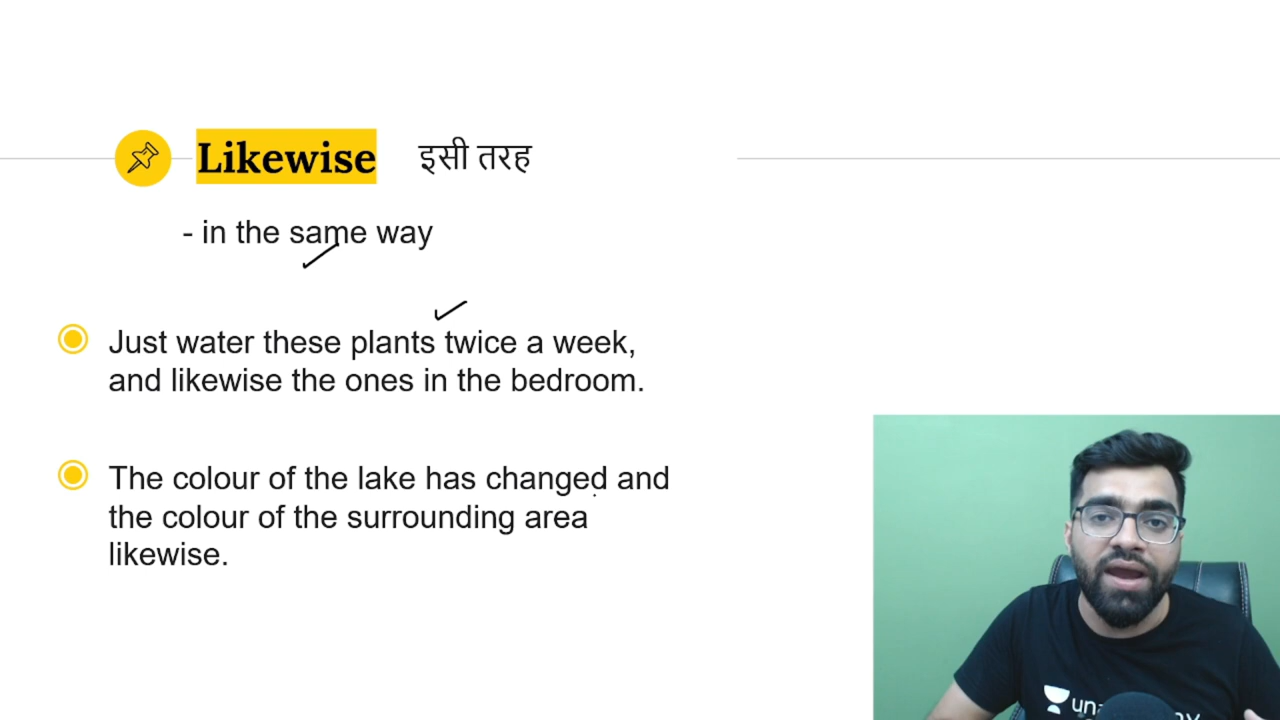 Likewise इसी तरह
- in the same way
Just water these plants twice a week,
and likewise the ones in the bedroom.
The colour of the lake has changed and
the colour of the surrounding area
likewise.